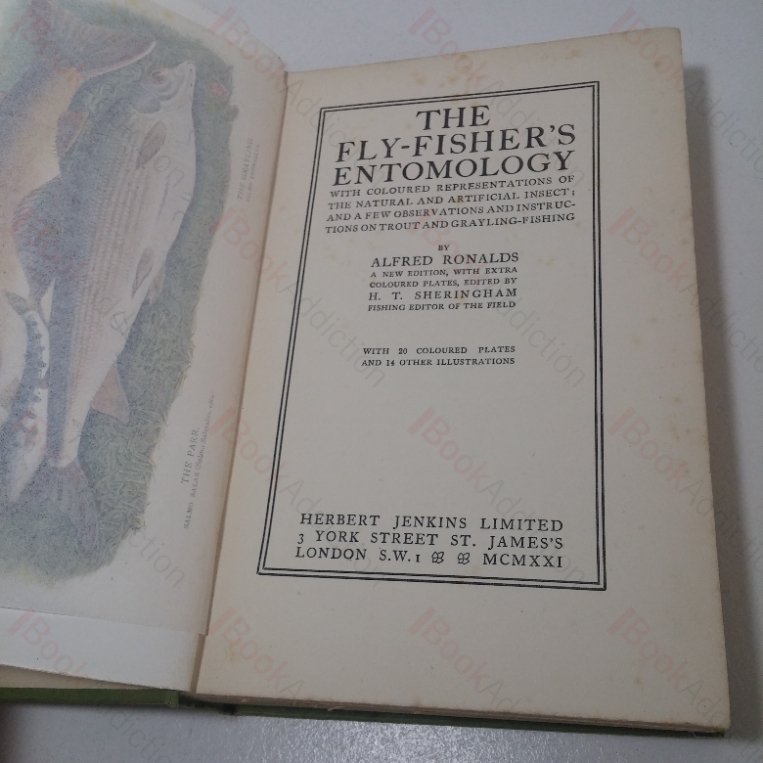 THE
FLY-FISHER'S
ENTOMOLOGY
WITH COLOURED REPRESENTATIONS OF
THE NATURAL AND ARTIFICIAL INSECT;
AND A FEW OBSERVATIONS AND INSTRUC-
TIONS ON TROUT AND GRAYLING-FISHING
BY
ALFRED RONALDS
A NEW EDITION, WITH EXTRA
COLOURED PLATES, EDITED BY
H. T. SHERINGHAM
FISHING EDITOR OF THE FIELD
WITH 20 COLOURED PLATES
AND 14 OTHER ILLUSTRATIONS
HERBERT JENKINS LIMITED
3 YORK STREET ST. JAMES'S
LONDON S.W.1 MCMXXI
THE GRAYLING
THE PARR
SALMO SALAR
BookAddiction